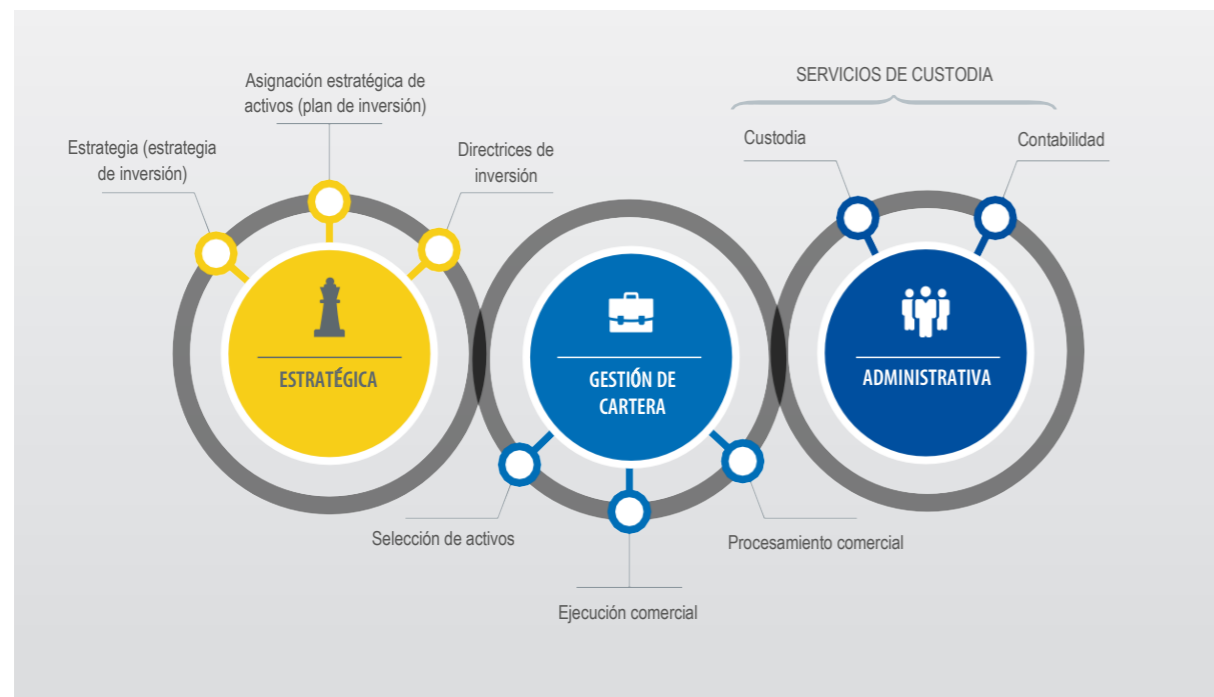 Asignación estratégica de
activos (plan de inversión)
Estrategia (estrategia
de inversión)
Directrices de
inversión
ESTRATÉGICA
GESTIÓN DE
CARTERA
Selección de activos
Ejecución comercial
Procesamiento comercial
SERVICIOS DE CUSTODIA
Custodia
Contabilidad
ADMINISTRATIVA